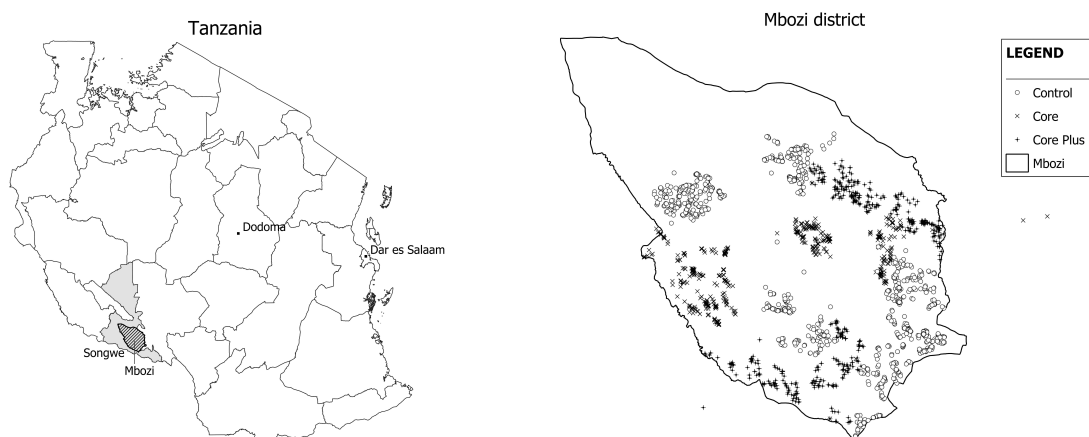 Tanzania
Dodoma
Dar es Salaam
Songwe
Mbozi
Mbozi district
LEGEND
Control
Core
Core Plus
Mbozi